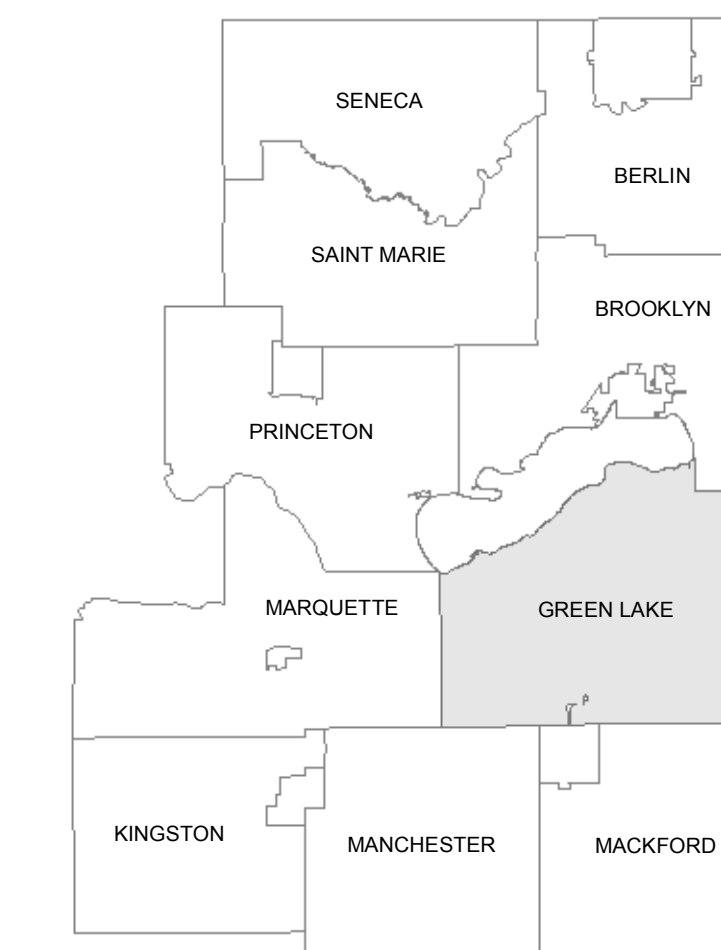 SENECA
BERLIN
SAINT MARIE
BROOKLYN
PRINCETON
MARQUETTE
GREEN LAKE
KINGSTON
MANCHESTER
MACKFORD